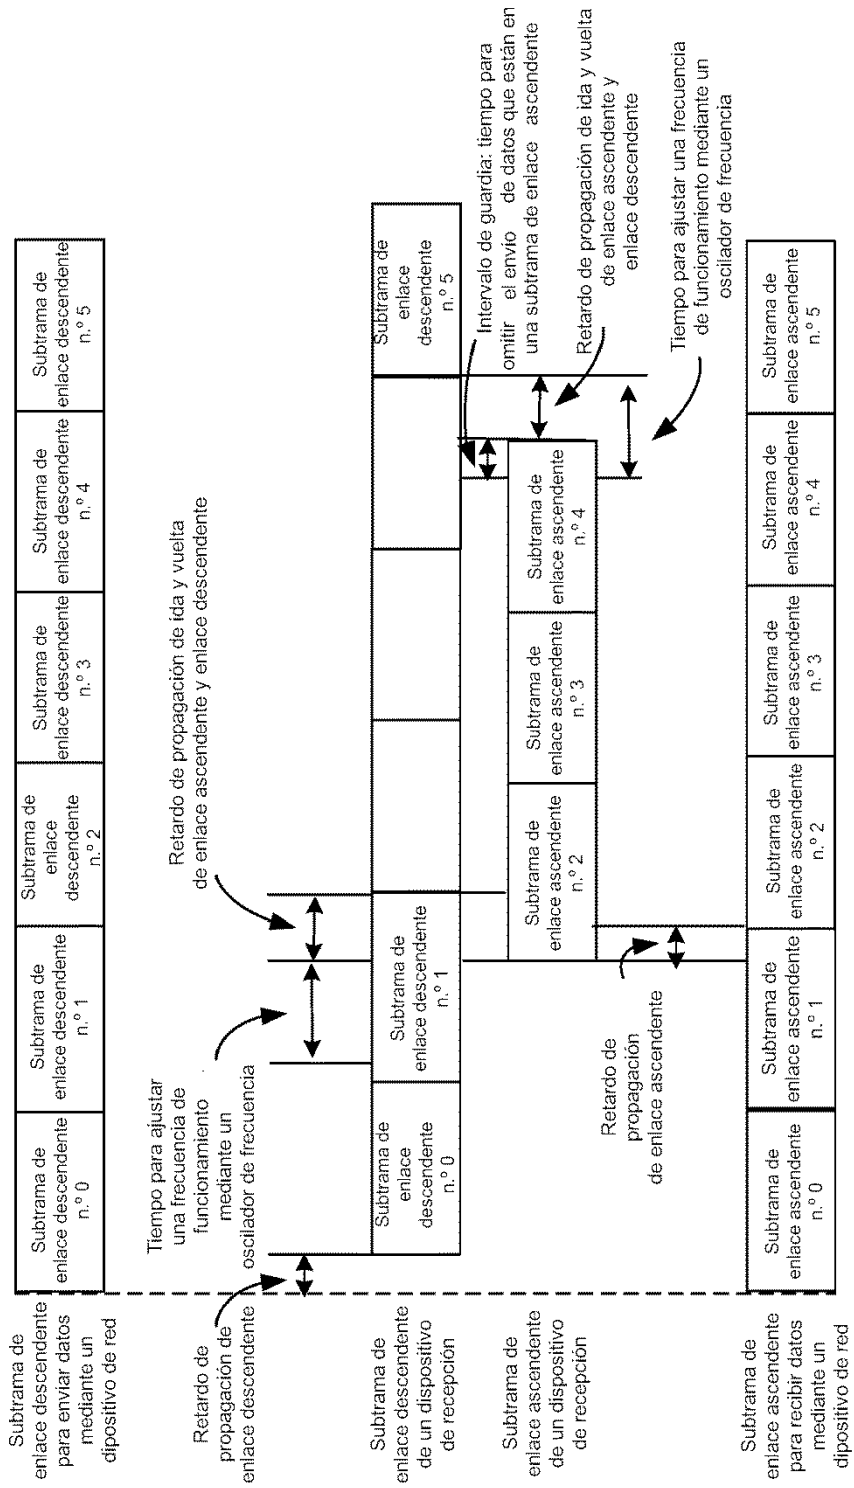 Subtrama de
enlace descendente
para enviar datos
mediante un
dipositivo de red
Subtrama de
enlace descendente
n.º 0
Subtrama de
enlace descendente
n.º 1
Subtrama de
enlace
descendente
n.º 2
Subtrama de
enlace descendente
n.º 3
Subtrama de
enlace descendente
n.º 4
Subtrama de
enlace descendente
n.º 5
Retardo de
propagación de
enlace descendente
Tiempo para ajustar
una frecuencia de
funcionamiento
mediante un
oscilador de frecuencia
Retardo de propagación de ida y vuelta
de enlace ascendente y enlace descendente
Subtrama de
enlace descendente
de un dispositivo
de recepción
Subtrama de
enlace
descendente
n.º 0
Subtrama de
enlace descendente
n.º 1
Subtrama de
enlace
descendente
n.º 5
Subtrama de
enlace ascendente
de un dispositivo
de recepción
Subtrama de
enlace ascendente
n.º 2
Subtrama de
enlace ascendente
n.º 3
Subtrama de
enlace ascendente
n.º 4
Intervalo de guardia: tiempo para
omitir el envío de datos que están en
una subtrama de enlace ascendente
Retardo de propagación de ida y vuelta
de enlace ascendente y
enlace descendente
Tiempo para ajustar una frecuencia
de funcionamiento mediante un
oscilador de frecuencia
Retardo de
propagación
de enlace ascendente
Subtrama de
enlace ascendente
para recibir datos
mediante un
dipositivo de red
Subtrama de
enlace ascendente
n.º 0
Subtrama de
enlace ascendente
n.º 1
Subtrama de
enlace ascendente
n.º 2
Subtrama de
enlace ascendente
n.º 3
Subtrama de
enlace ascendente
n.º 4
Subtrama de
enlace ascendente
n.º 5